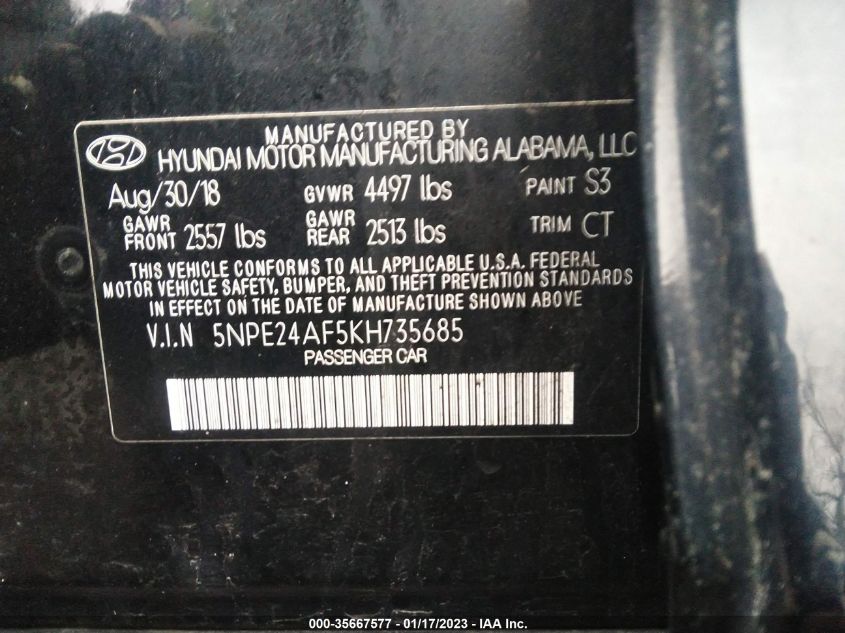 MANUFACTURED BY
HYUNDAI MOTOR MANUFACTURING ALABAMA, LLC
Aug/30/18 GVWR 4497 lbs PAINT S3
GAWR FRONT 2557 lbs GAWR REAR 2513 lbs TRIM CT
THIS VEHICLE CONFORMS TO ALL APPLICABLE U.S.A. FEDERAL
MOTOR VEHICLE SAFETY, BUMPER, AND THEFT PREVENTION STANDARDS
IN EFFECT ON THE DATE OF MANUFACTURE SHOWN ABOVE
V.I.N 5NPE24AF5KH735685
PASSENGER CAR
000-35667577 - 01/17/2023 - IAA Inc.